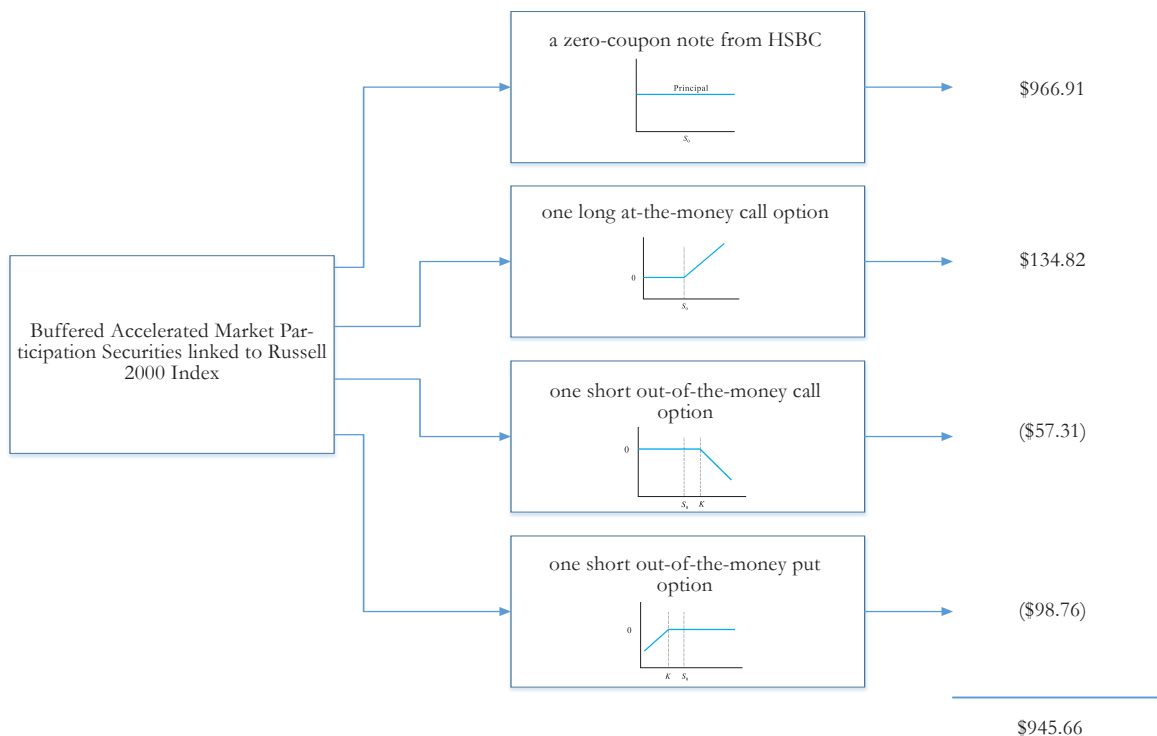 a zero-coupon note from HSBC
Principal
S₀
$966.91
one long at-the-money call option
0
S₀
$134.82
Buffered Accelerated Market Par-
ticipation Securities linked to Russell
2000 Index
one short out-of-the-money call
option
0
S₀ K
($57.31)
one short out-of-the-money put
option
0
K S₀
($98.76)
$945.66